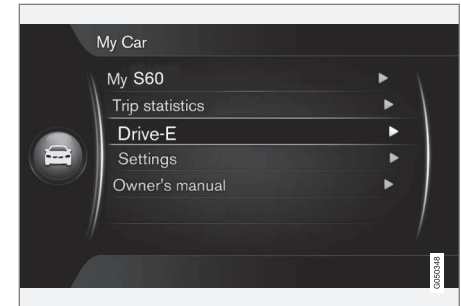 My Car
My S60
Trip statistics
Drive-E
Settings
Owner's manual
G050348